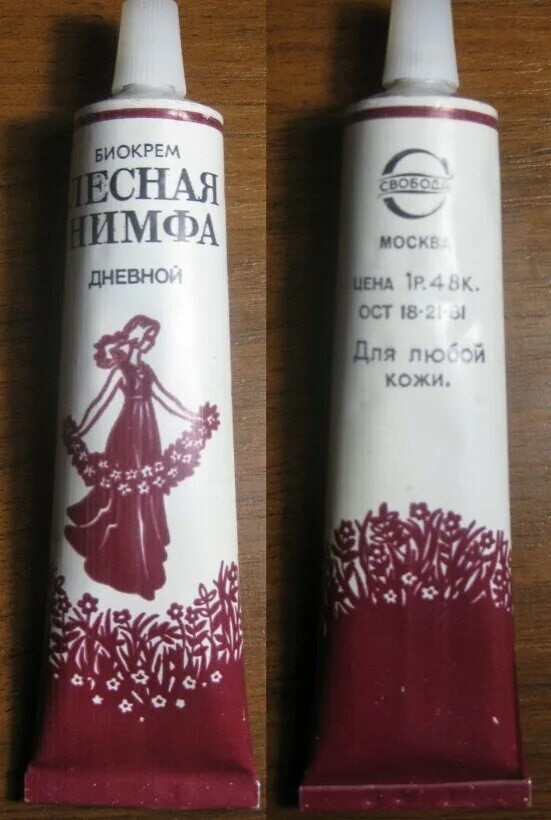 БИОКРЕМ
ЛЕСНАЯ
НИМФА
ДНЕВНОЙ
СВОБОДА
МОСКВА
ЦЕНА 1Р.48К.
ОСТ 18-21-81
Для любой
кожи.